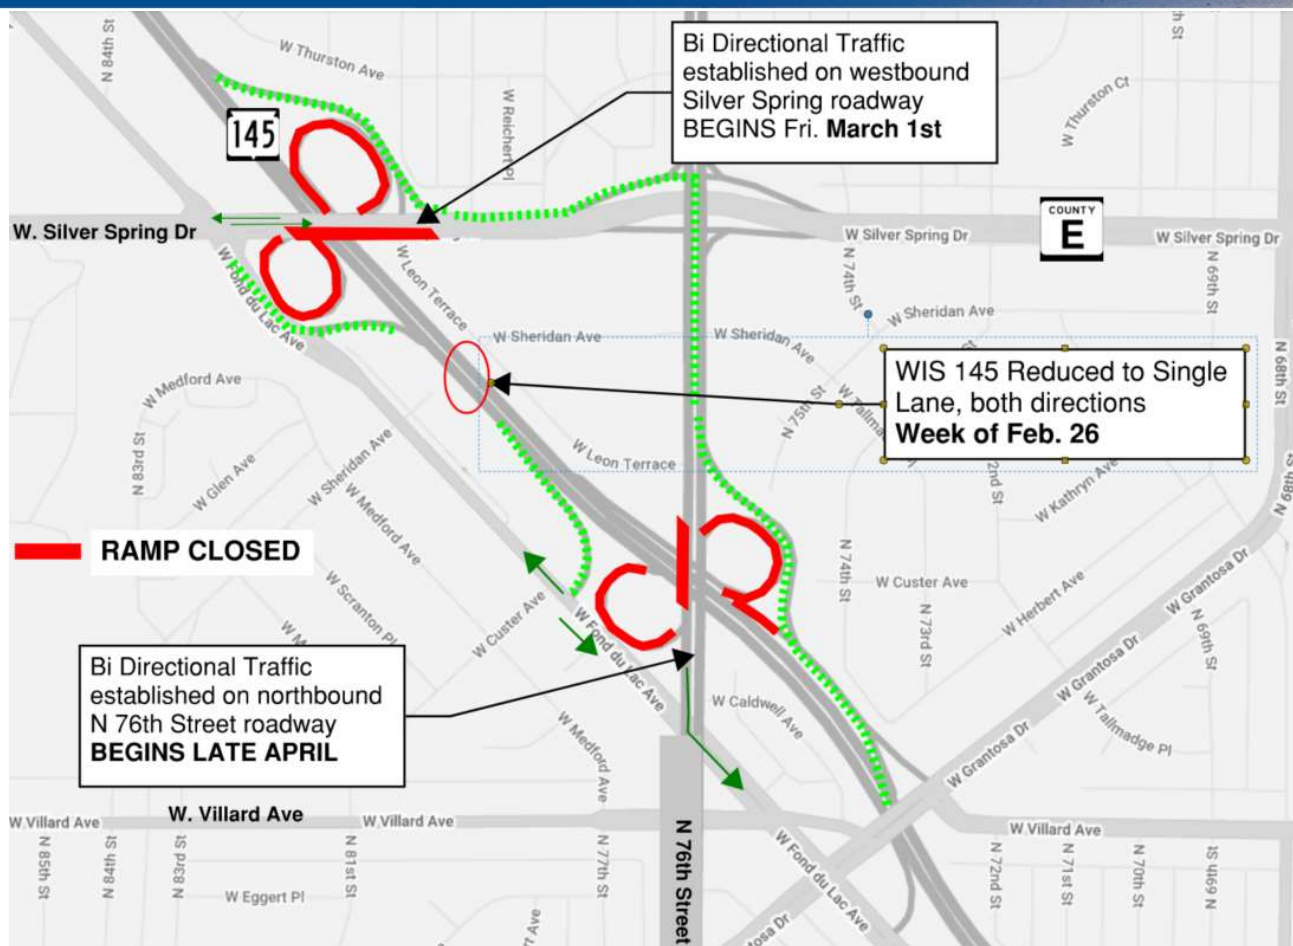 N 84th St
W Thurston Ave
W Reichert Pl
145
Bi Directional Traffic
established on westbound
Silver Spring roadway
BEGINS Fri. March 1st
W Thurston Ct
COUNTY
E
W. Silver Spring Dr
W Silver Spring Dr
W Silver Spring Dr
W Leon Terrace
W Fond du Lac Ave
N 74th St
N 69th St
W Sheridan Ave
W Sheridan Ave
W Sheridan Ave
WIS 145 Reduced to Single
Lane, both directions
Week of Feb. 26
N 68th St
W Medford Ave
N 83rd St
W Glen Ave
W Sheridan Ave
W Medford Ave
N 75th St
W Leon Terrace
2nd St
W Kathryn Ave
N 68th St
RAMP CLOSED
W Scranton Pl
W Custer Ave
W Fond du Lac Ave
N 74th St
W Custer Ave
N 73rd St
W Herbert Ave
W Grantosa Dr
N 69th St
W Grantosa Dr
Bi Directional Traffic
established on northbound
N 76th Street roadway
BEGINS LATE APRIL
W Caldwell Ave
W Medford Ave
W Tallmadge Pl
W Grantosa Dr
W. Villard Ave
W Villard Ave
W Villard Ave
W Villard Ave
N 85th St
N 84th St
N 83rd St
N 81st St
N 77th St
N 76th Street
W Fond du Lac Ave
N 72nd St
N 71st St
N 70th St
N 69th St
W Eggert Pl